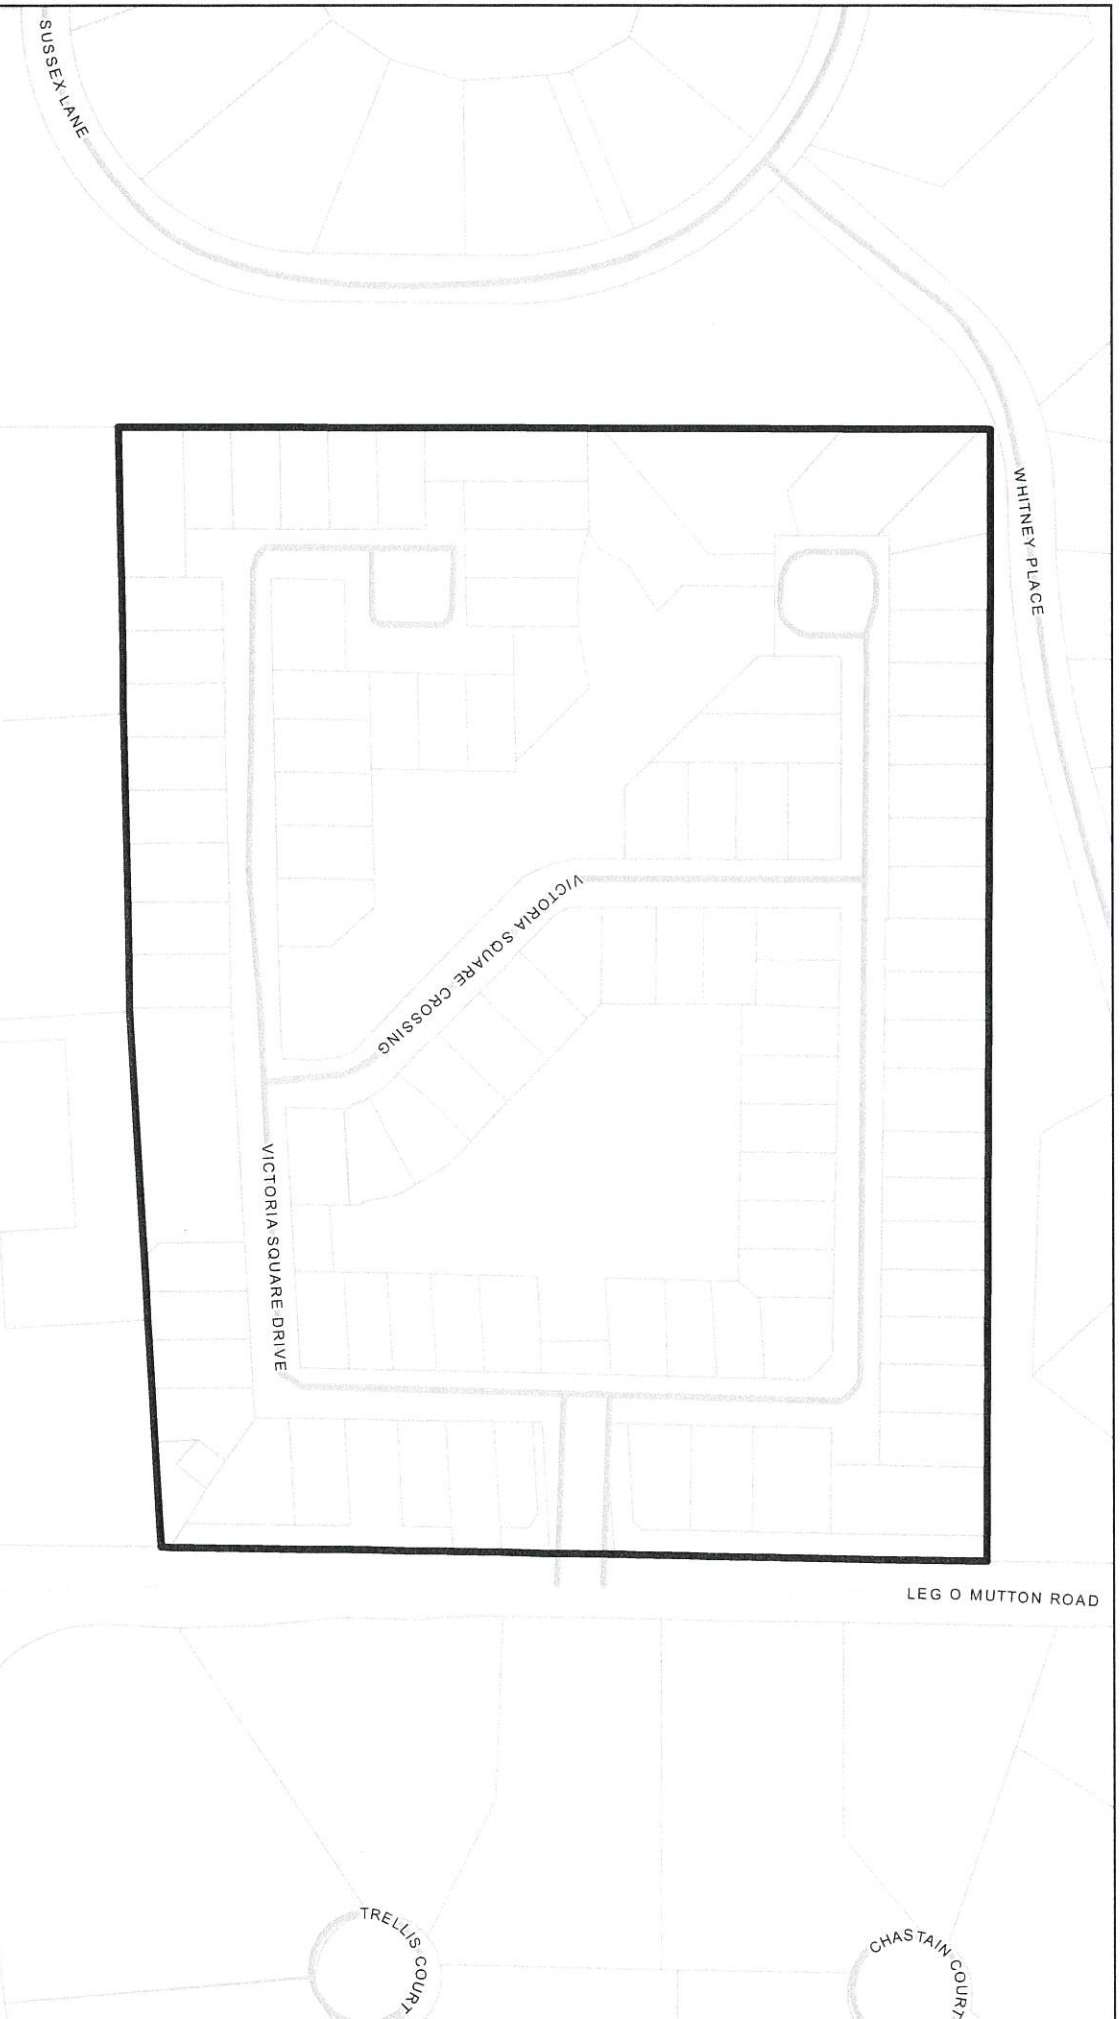 SUSSEX LANE
WHITNEY PLACE
VICTORIA SQUARE CROSSING
VICTORIA SQUARE DRIVE
LEG O MUTTON ROAD
TRELLIS COURT
CHASTAIN COURT